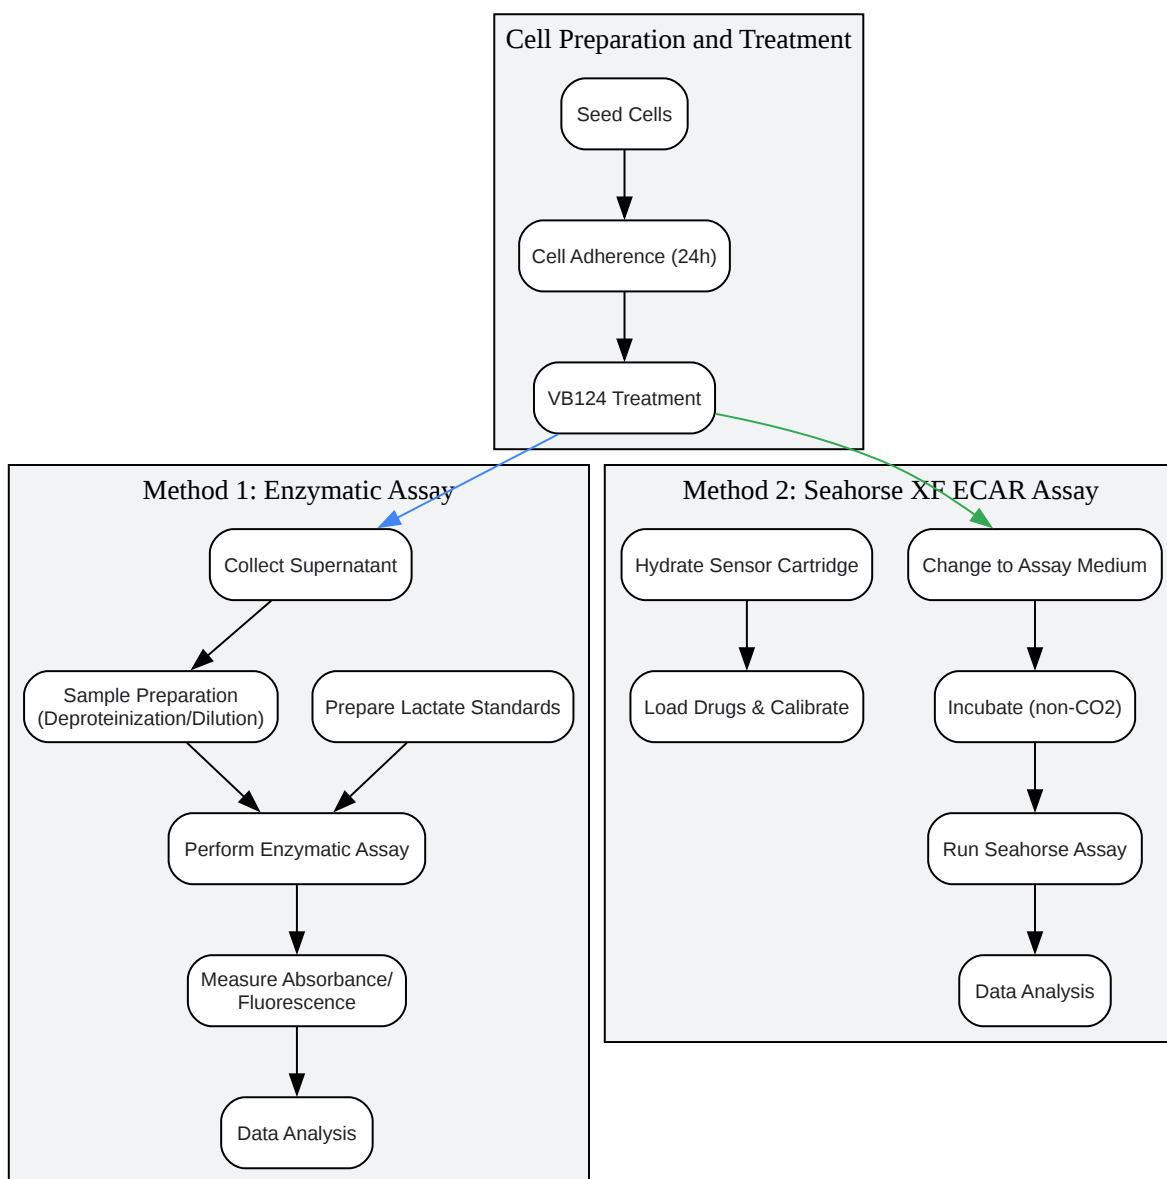 Cell Preparation and Treatment
Seed Cells
Cell Adherence (24h)
VB124 Treatment
Method 1: Enzymatic Assay
Collect Supernatant
Sample Preparation
(Deproteinization/Dilution)
Prepare Lactate Standards
Perform Enzymatic Assay
Measure Absorbance/
Fluorescence
Data Analysis
Method 2: Seahorse XF ECAR Assay
Hydrate Sensor Cartridge
Change to Assay Medium
Load Drugs & Calibrate
Incubate (non-CO2)
Run Seahorse Assay
Data Analysis